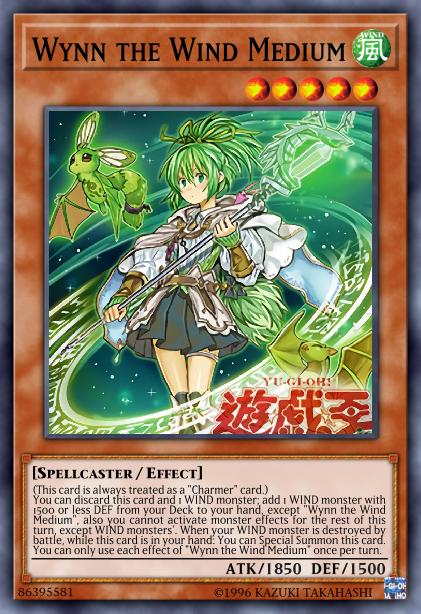 WYNN THE WIND MEDIUM
WIND
風
YU-GI-OH!
遊戯王
[SPELLCASTER / EFFECT]
(This card is always treated as a "Charmer" card.)
You can discard this card and 1 WIND monster; add 1 WIND monster with
1500 or less DEF from your Deck to your hand, except "Wynn the Wind
Medium", also you cannot activate monster effects for the rest of this
turn, except WIND monsters'. When your WIND monster is destroyed by
battle, while this card is in your hand: You can Special Summon this card.
You can only use each effect of "Wynn the Wind Medium" once per turn.
ATK/1850 DEF/1500
86395581
©1996 KAZUKI TAKAHASHI